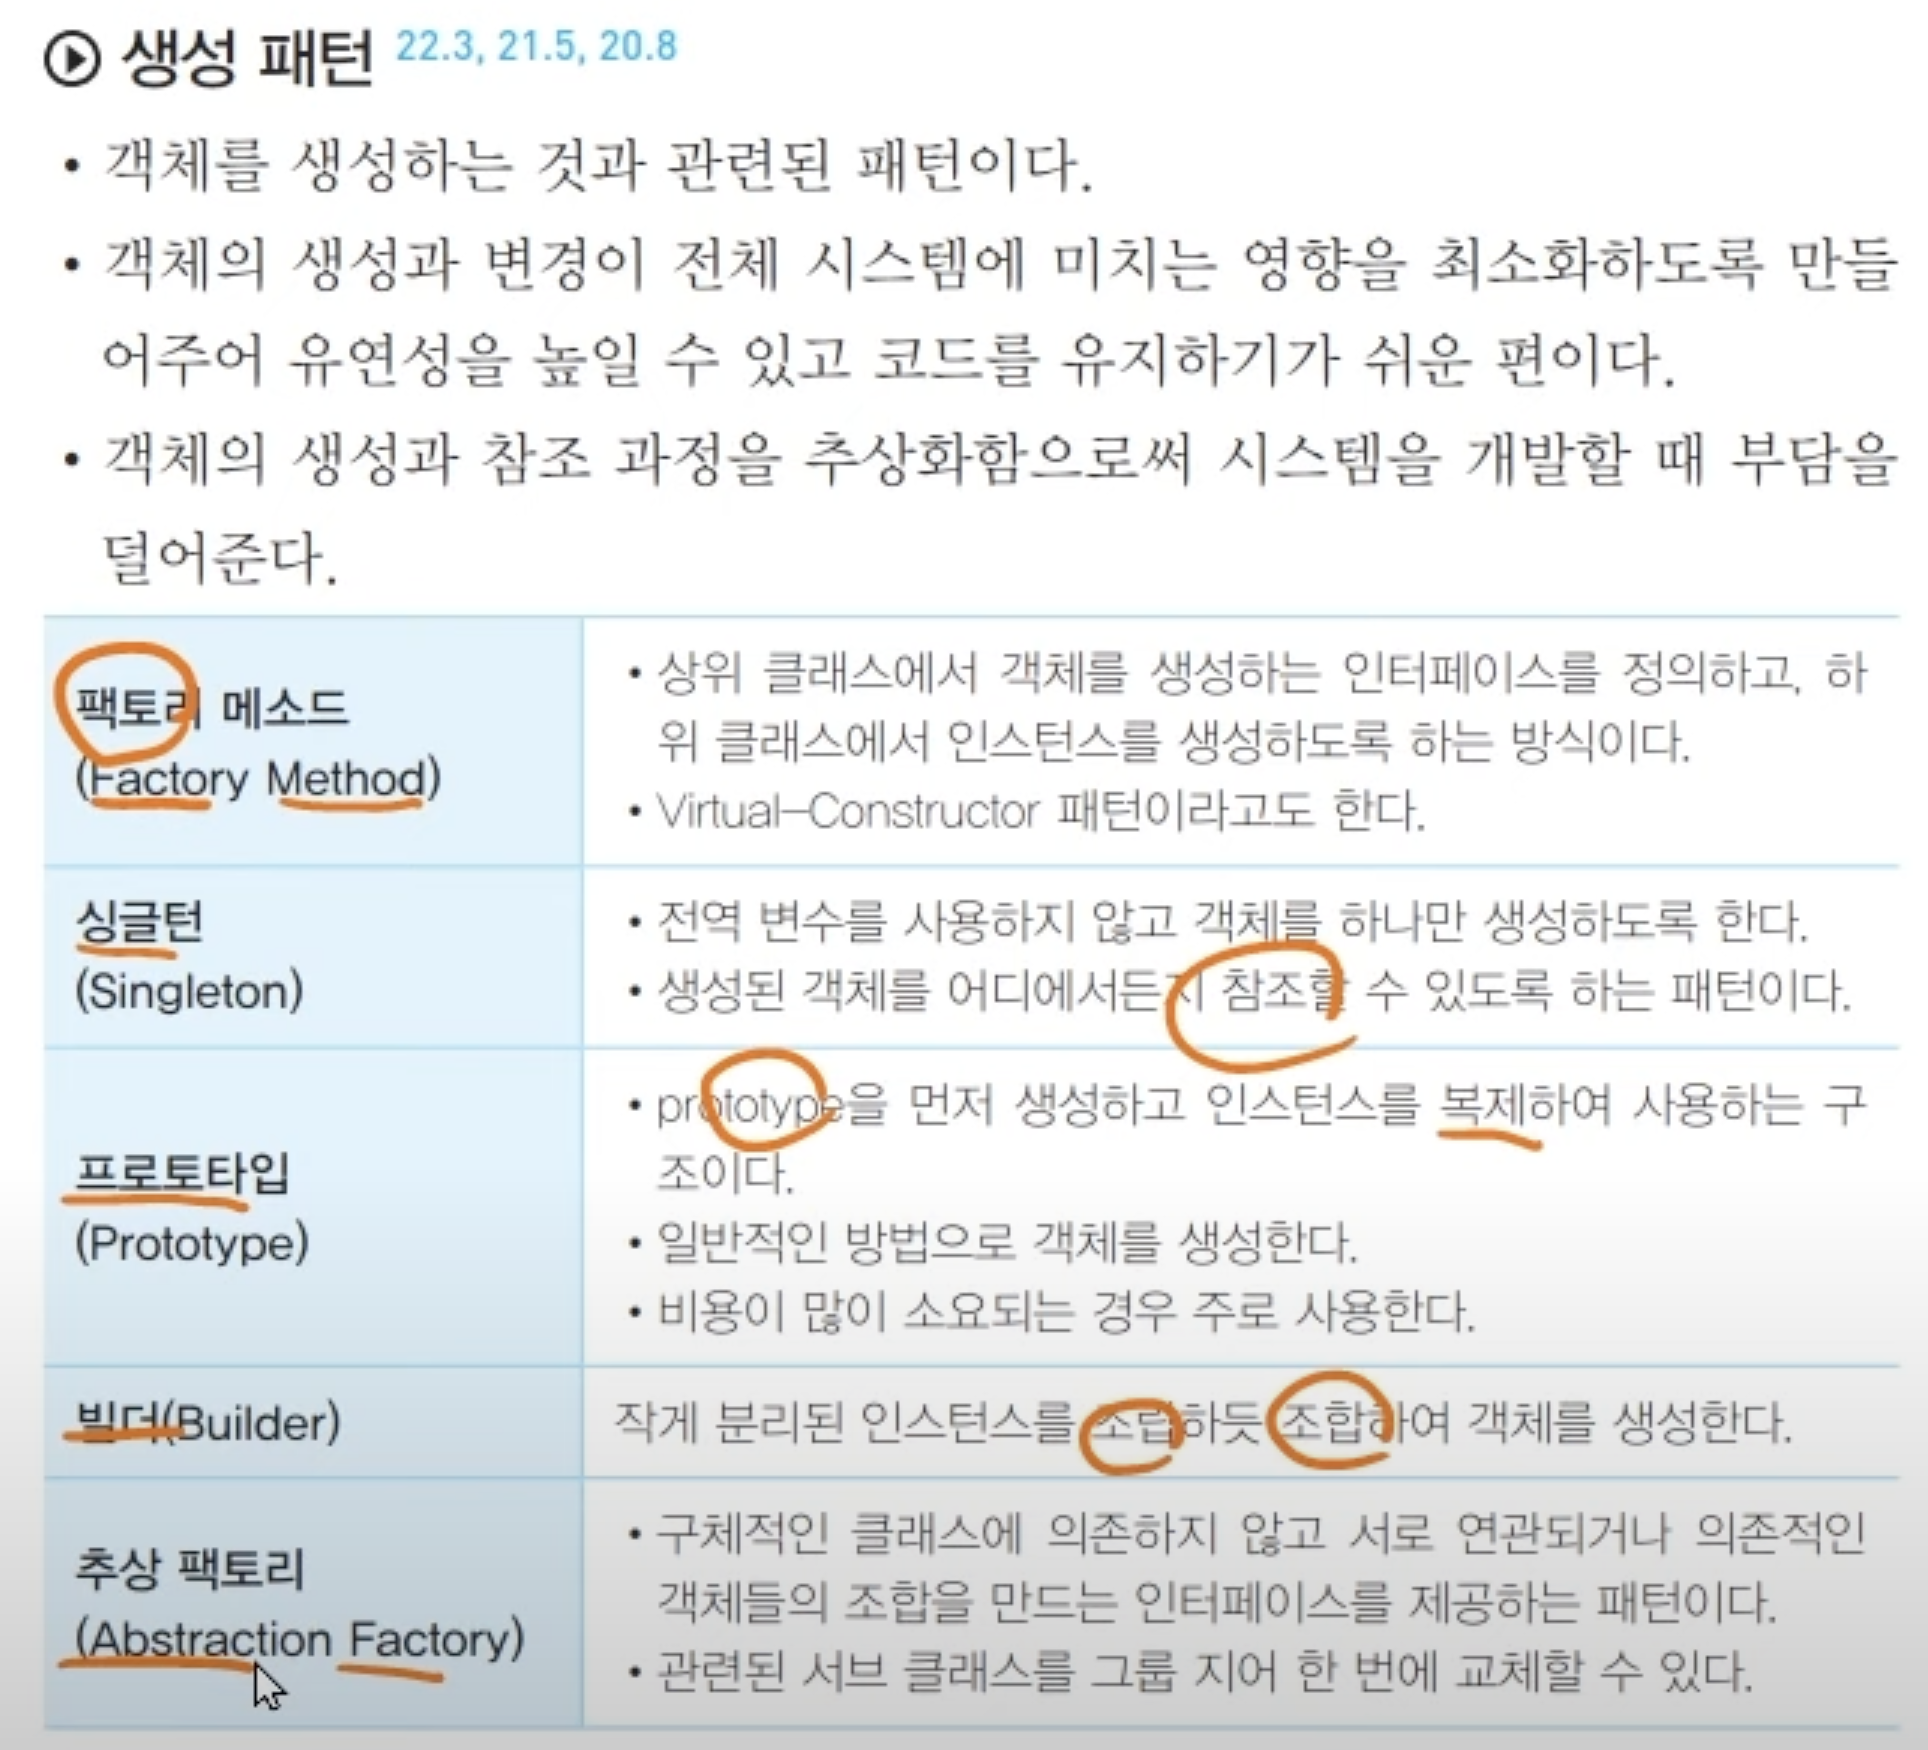 생성 패턴 22.3, 21.5, 20.8
• 객체를 생성하는 것과 관련된 패턴이다.
• 객체의 생성과 변경이 전체 시스템에 미치는 영향을 최소화하도록 만들
어주어 유연성을 높일 수 있고 코드를 유지하기가 쉬운 편이다.
• 객체의 생성과 참조 과정을 추상화함으로써 시스템을 개발할 때 부담을
덜어준다.
팩토리 메소드
(Factory Method)
• 상위 클래스에서 객체를 생성하는 인터페이스를 정의하고, 하
위 클래스에서 인스턴스를 생성하도록 하는 방식이다.
• Virtual–Constructor 패턴이라고도 한다.
싱글턴
(Singleton)
• 전역 변수를 사용하지 않고 객체를 하나만 생성하도록 한다.
• 생성된 객체를 어디에서든지 참조할 수 있도록 하는 패턴이다.
프로토타입
(Prototype)
• prototype을 먼저 생성하고 인스턴스를 복제하여 사용하는 구
조이다.
• 일반적인 방법으로 객체를 생성한다.
• 비용이 많이 소요되는 경우 주로 사용한다.
빌더(Builder)
작게 분리된 인스턴스를 조립하듯 조합하여 객체를 생성한다.
추상 팩토리
(Abstraction Factory)
• 구체적인 클래스에 의존하지 않고 서로 연관되거나 의존적인
객체들의 조합을 만드는 인터페이스를 제공하는 패턴이다.
• 관련된 서브 클래스를 그룹 지어 한 번에 교체할 수 있다.